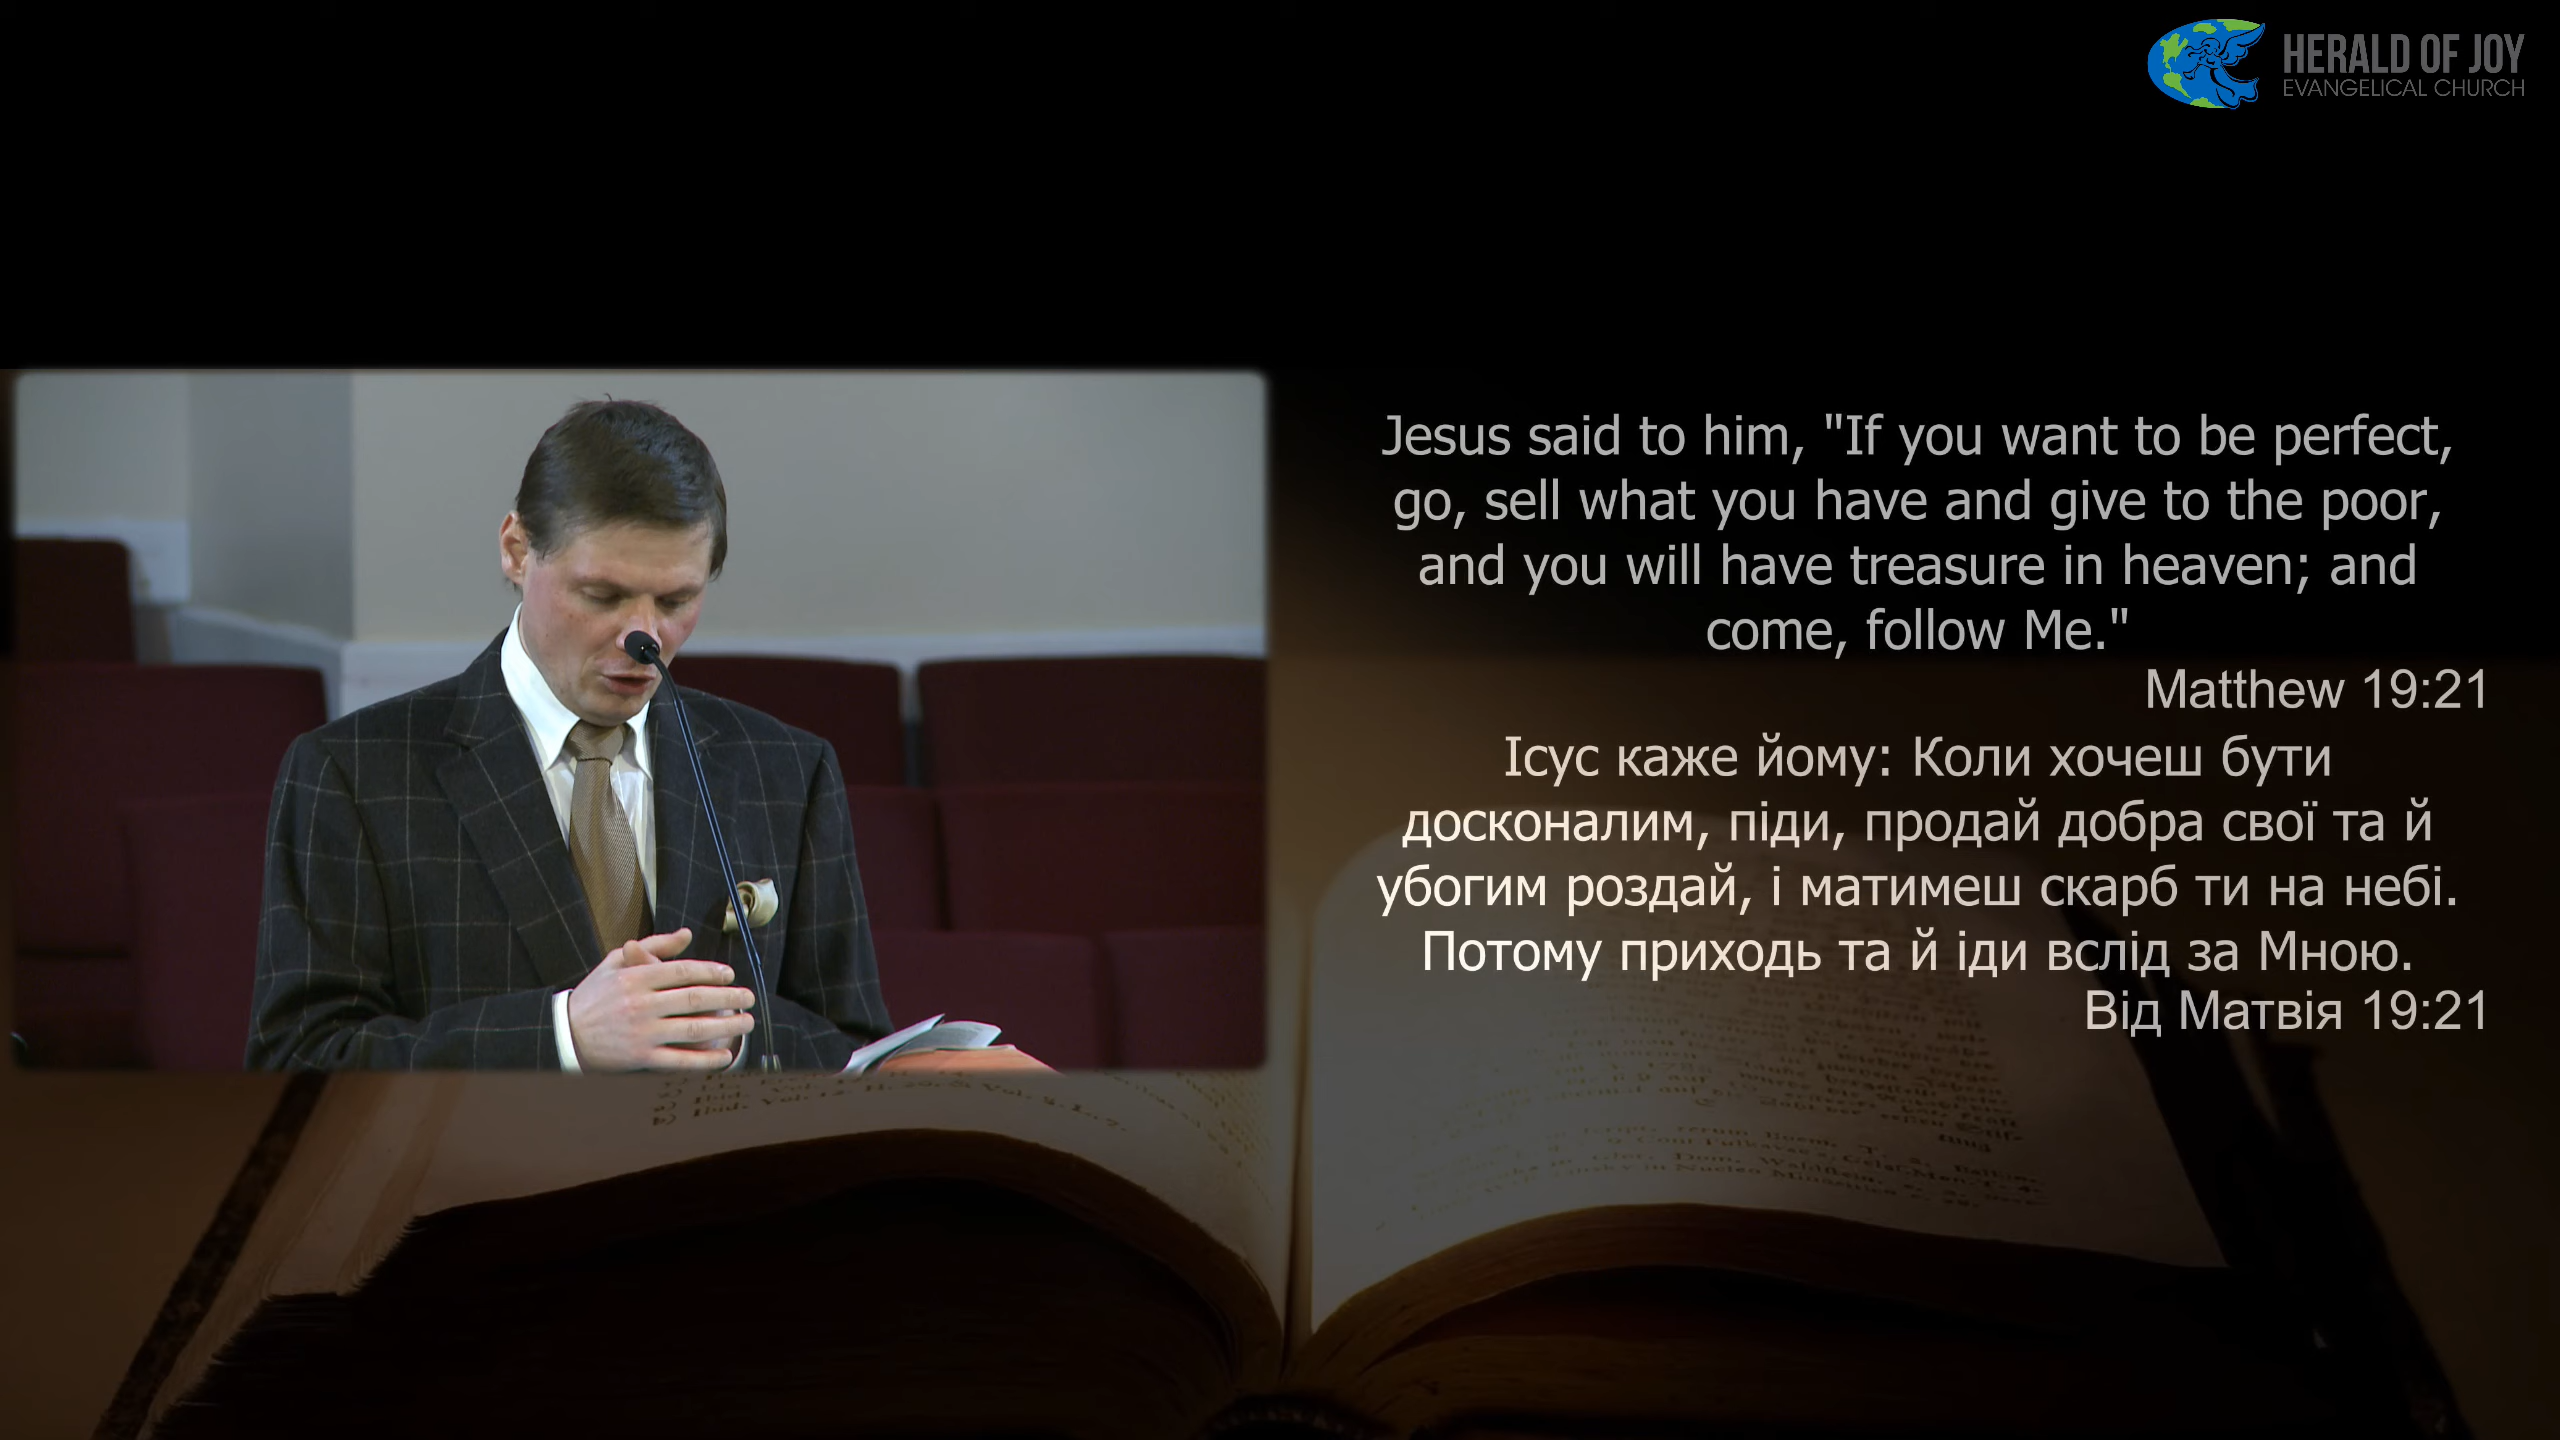 HERALD OF JOY
EVANGELICAL CHURCH
Jesus said to him, "If you want to be perfect,
go, sell what you have and give to the poor,
and you will have treasure in heaven; and
come, follow Me."
Matthew 19:21
Ісус каже йому: Коли хочеш бути
досконалим, піди, продай добра свої та й
убогим роздай, і матимеш скарб ти на небі.
Потому приходь та й іди вслід за Мною.
Від Матвія 19:21